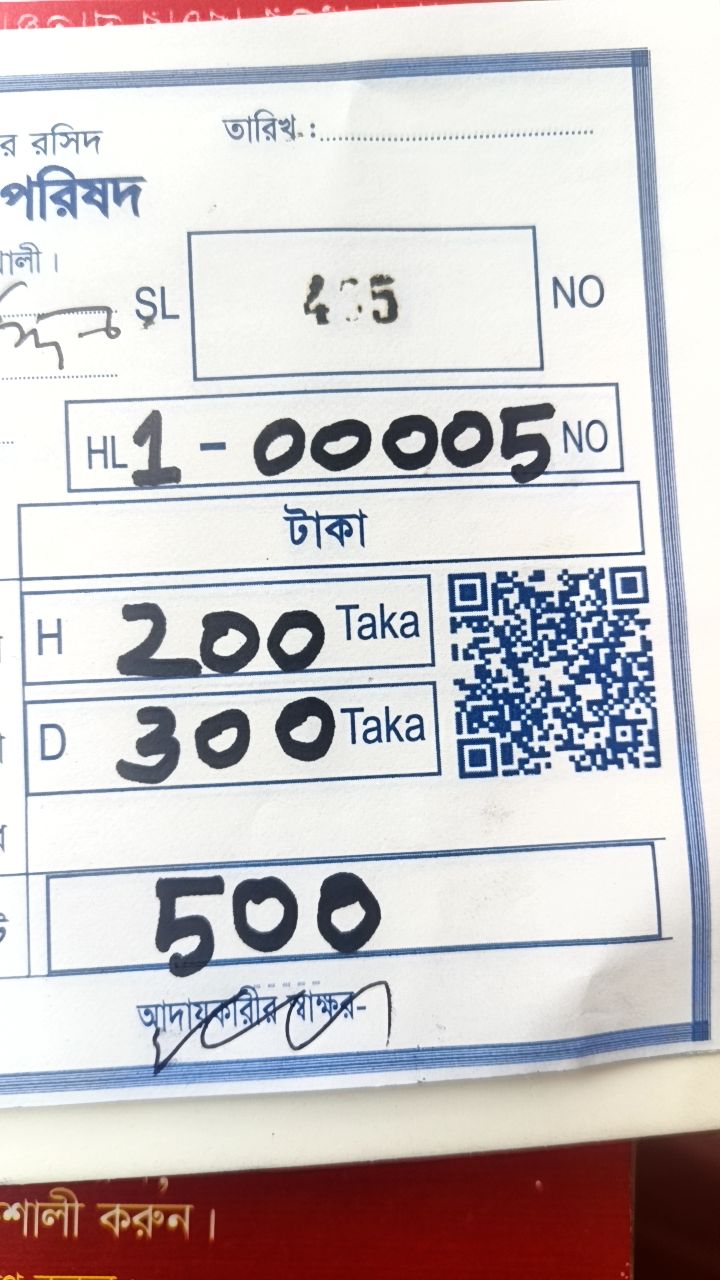 র রসিদ
তারিখ :
পরিষদ
SL NO
HL 1 - 00005 NO
টাকা
H 200 Taka
D 300 Taka
500
আদায়কারীর স্বাক্ষর-
শালী করুন।